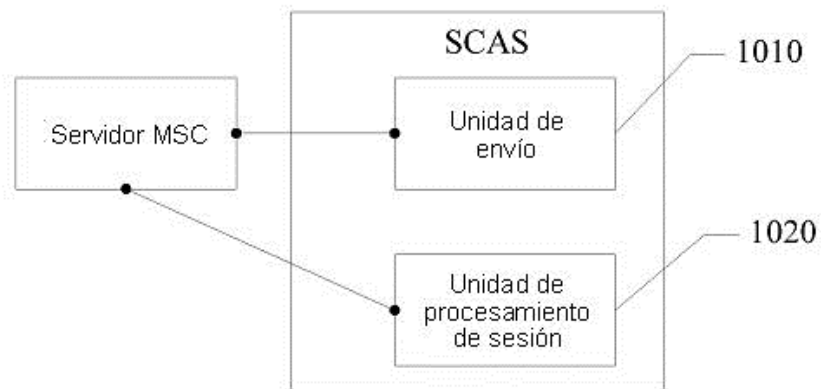 SCAS
1010
Servidor MSC
Unidad de
envío
1020
Unidad de
procesamiento
de sesión